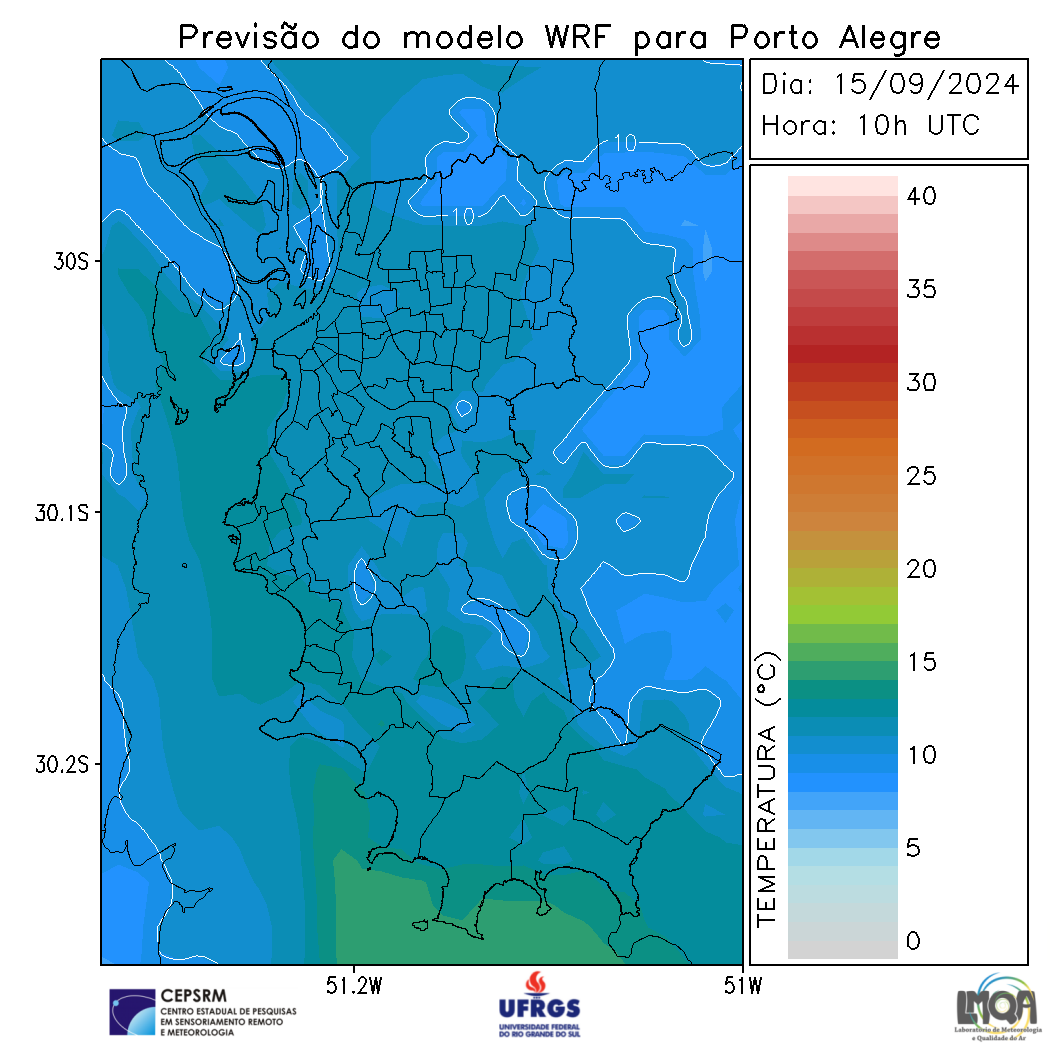 Previsão do modelo WRF para Porto Alegre
Dia: 15/09/2024
Hora: 10h UTC
10
10
30S
30.1S
30.2S
51.2W
51W
40
35
30
25
20
15
10
5
0
TEMPERATURA (°C)
CEPSRM
CENTRO ESTADUAL DE PESQUISAS
EM SENSORIAMENTO REMOTO
E METEOROLOGIA
UFRGS
UNIVERSIDADE FEDERAL
DO RIO GRANDE DO SUL
LMQA
Laboratório de Meteorologia
e Qualidade do Ar